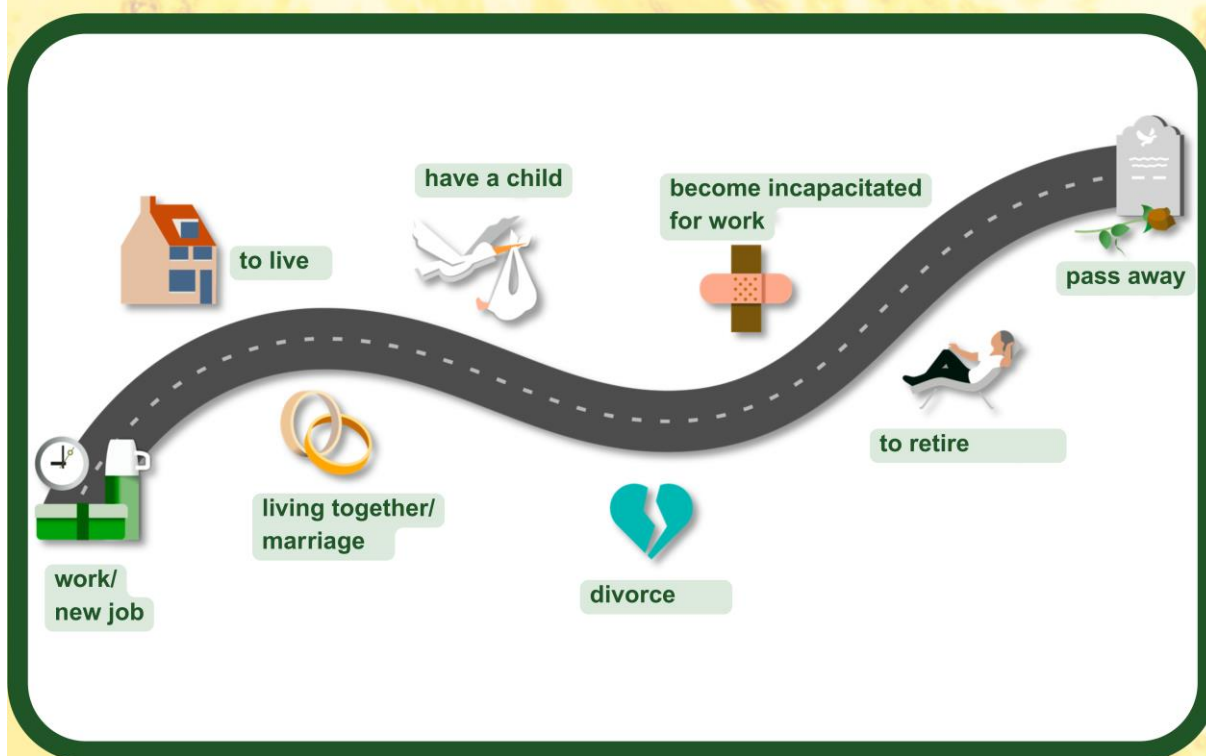 have a child
become incapacitated
for work
to live
pass away
to retire
living together/
marriage
work/
new job
divorce